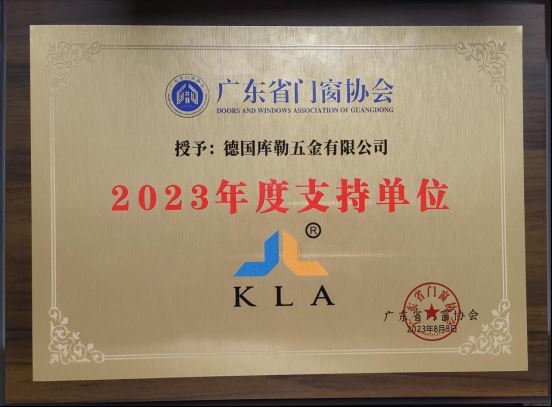 广东省门窗协会
DOORS AND WINDOWS ASSOCIATION OF GUANGDONG
授予：德国库勒五金有限公司
2023年度支持单位
®
KLA
广东省门窗协会
2023年8月8日